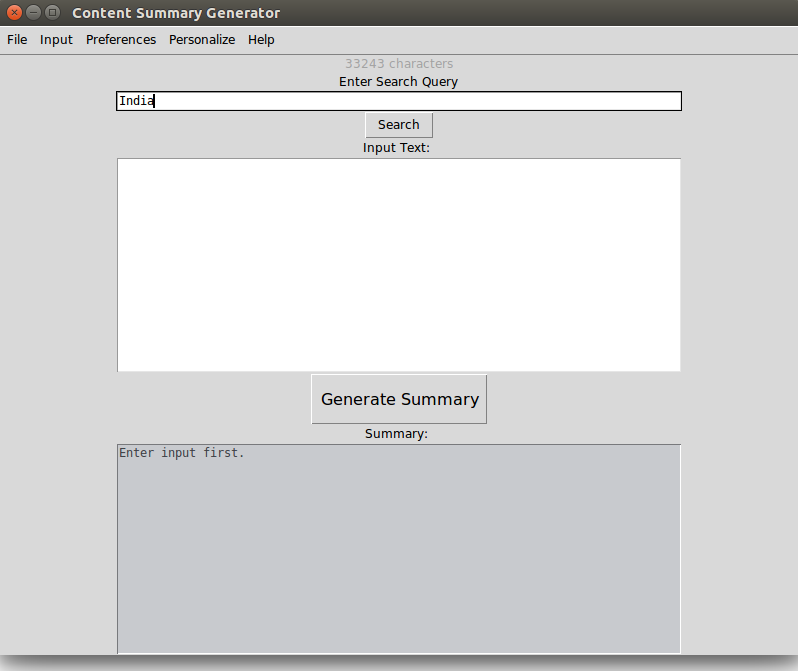 Content Summary Generator
File Input Preferences Personalize Help
33243 characters
Enter Search Query
India
Search
Input Text:
Generate Summary
Summary:
Enter input first.